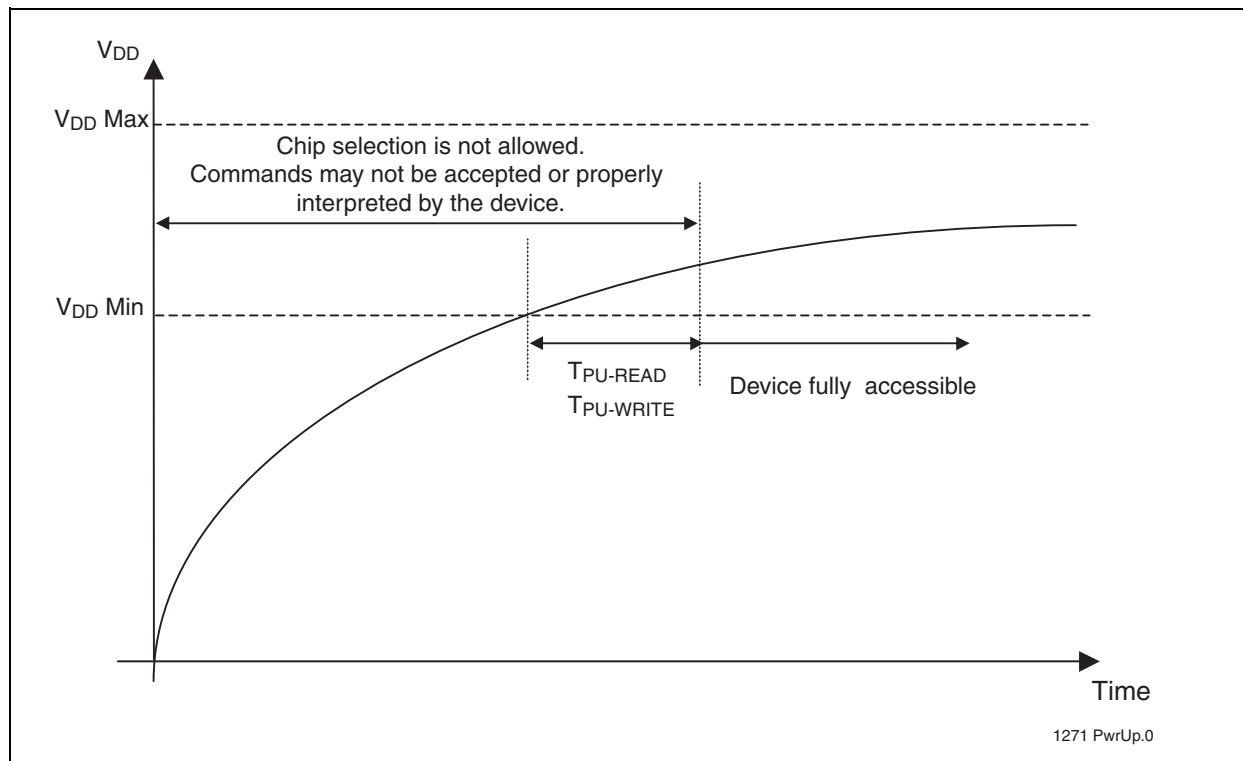 VDD
VDD Max
Chip selection is not allowed.
Commands may not be accepted or properly
interpreted by the device.
VDD Min
TPU-READ
TPU-WRITE
Device fully accessible
Time
1271 PwrUp.0